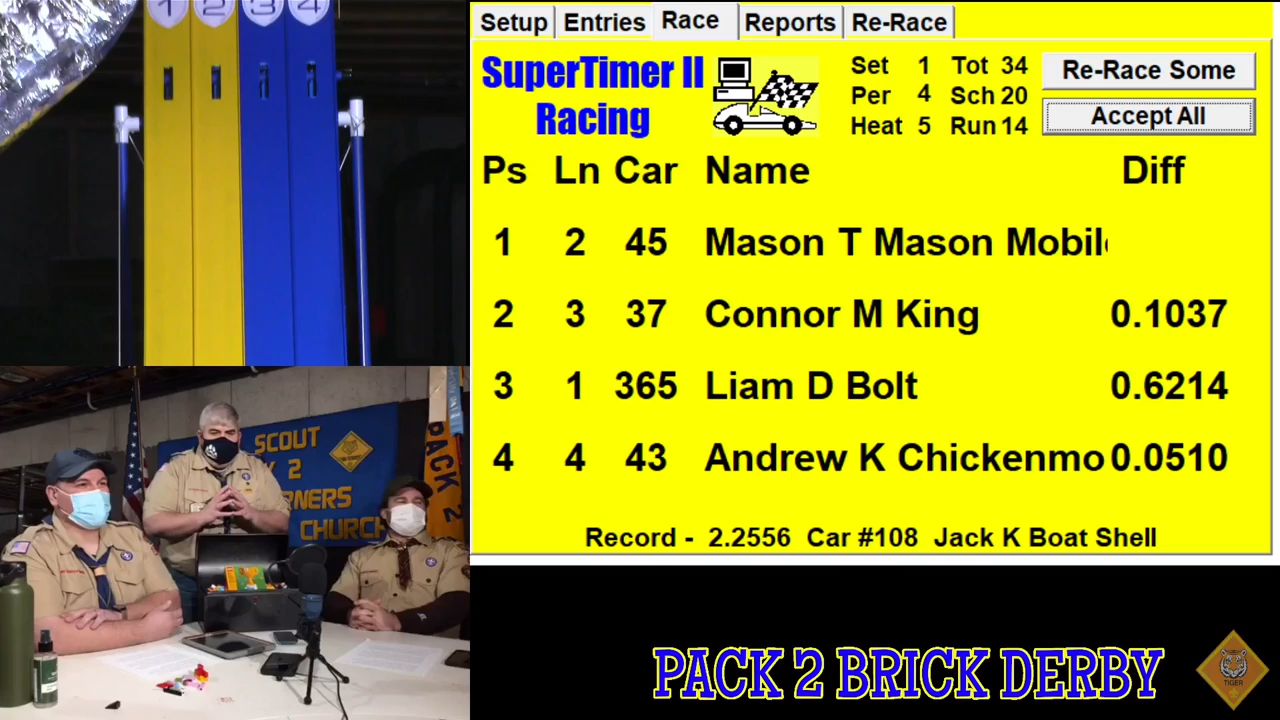 1 2 3 4
Setup Entries Race Reports Re-Race
SuperTimer II
Racing
Set 1 Tot 34
Per 4 Sch 20
Heat 5 Run 14
Re-Race Some
Accept All
Ps Ln Car Name Diff
1 2 45 Mason T Mason Mobil
2 3 37 Connor M King 0.1037
3 1 365 Liam D Bolt 0.6214
4 4 43 Andrew K Chickenmo 0.0510
Record - 2.2556 Car #108 Jack K Boat Shell
SCOUT
K 2
RNERS
CHURCH
PACK 2
PACK 2 BRICK DERBY
TIGER